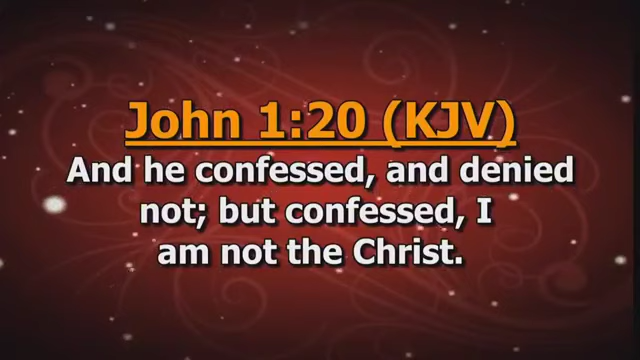 John 1:20 (KJV)
And he confessed, and denied
not; but confessed, I
am not the Christ.